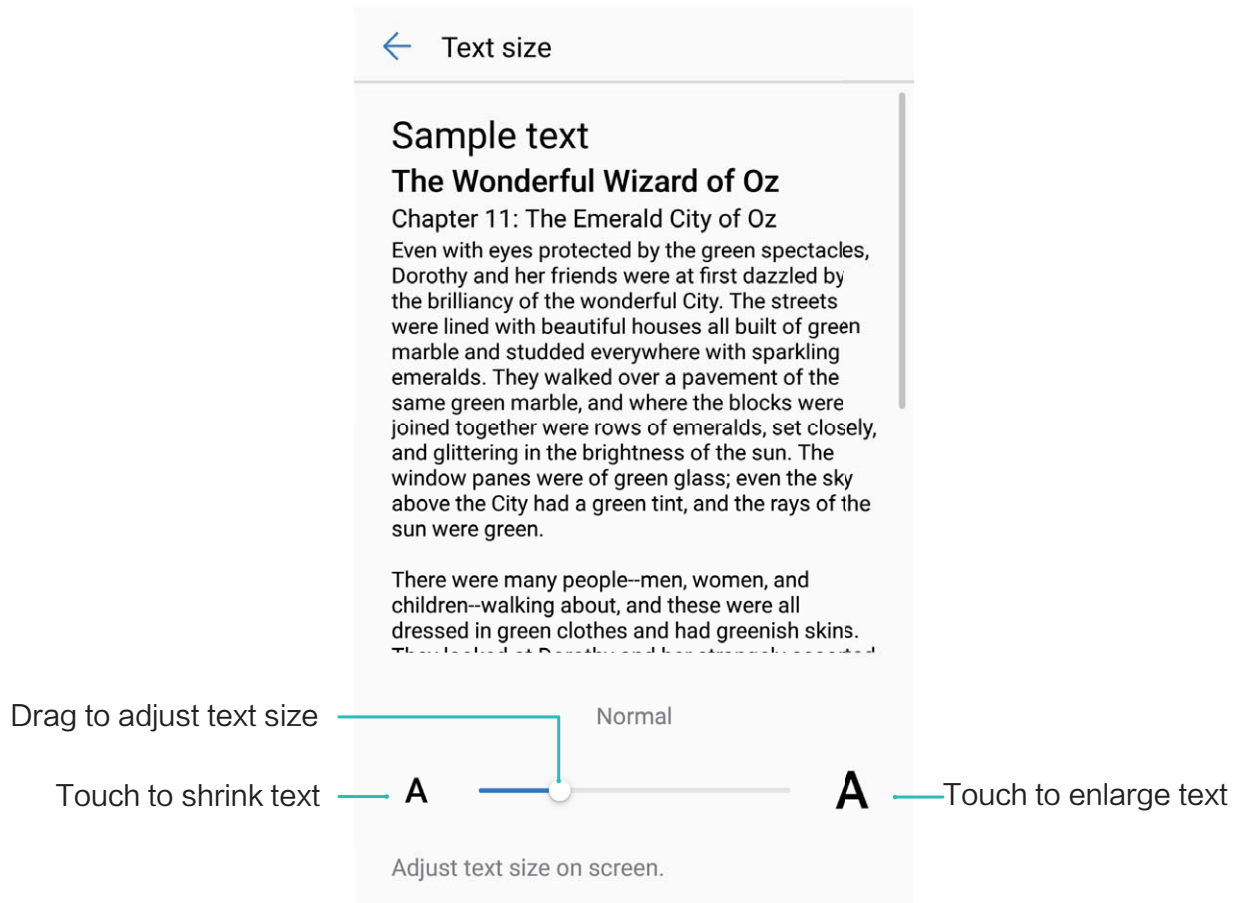 Text size
Sample text
The Wonderful Wizard of Oz
Chapter 11: The Emerald City of Oz
Even with eyes protected by the green spectacles,
Dorothy and her friends were at first dazzled by
the brilliancy of the wonderful City. The streets
were lined with beautiful houses all built of green
marble and studded everywhere with sparkling
emeralds. They walked over a pavement of the
same green marble, and where the blocks were
joined together were rows of emeralds, set closely,
and glittering in the brightness of the sun. The
window panes were of green glass; even the sky
above the City had a green tint, and the rays of the
sun were green.
There were many people--men, women, and
children--walking about, and these were all
dressed in green clothes and had greenish skins.
They looked at Dorothy and her strangely assorted
Drag to adjust text size
Normal
Touch to shrink text
A
A
Touch to enlarge text
Adjust text size on screen.